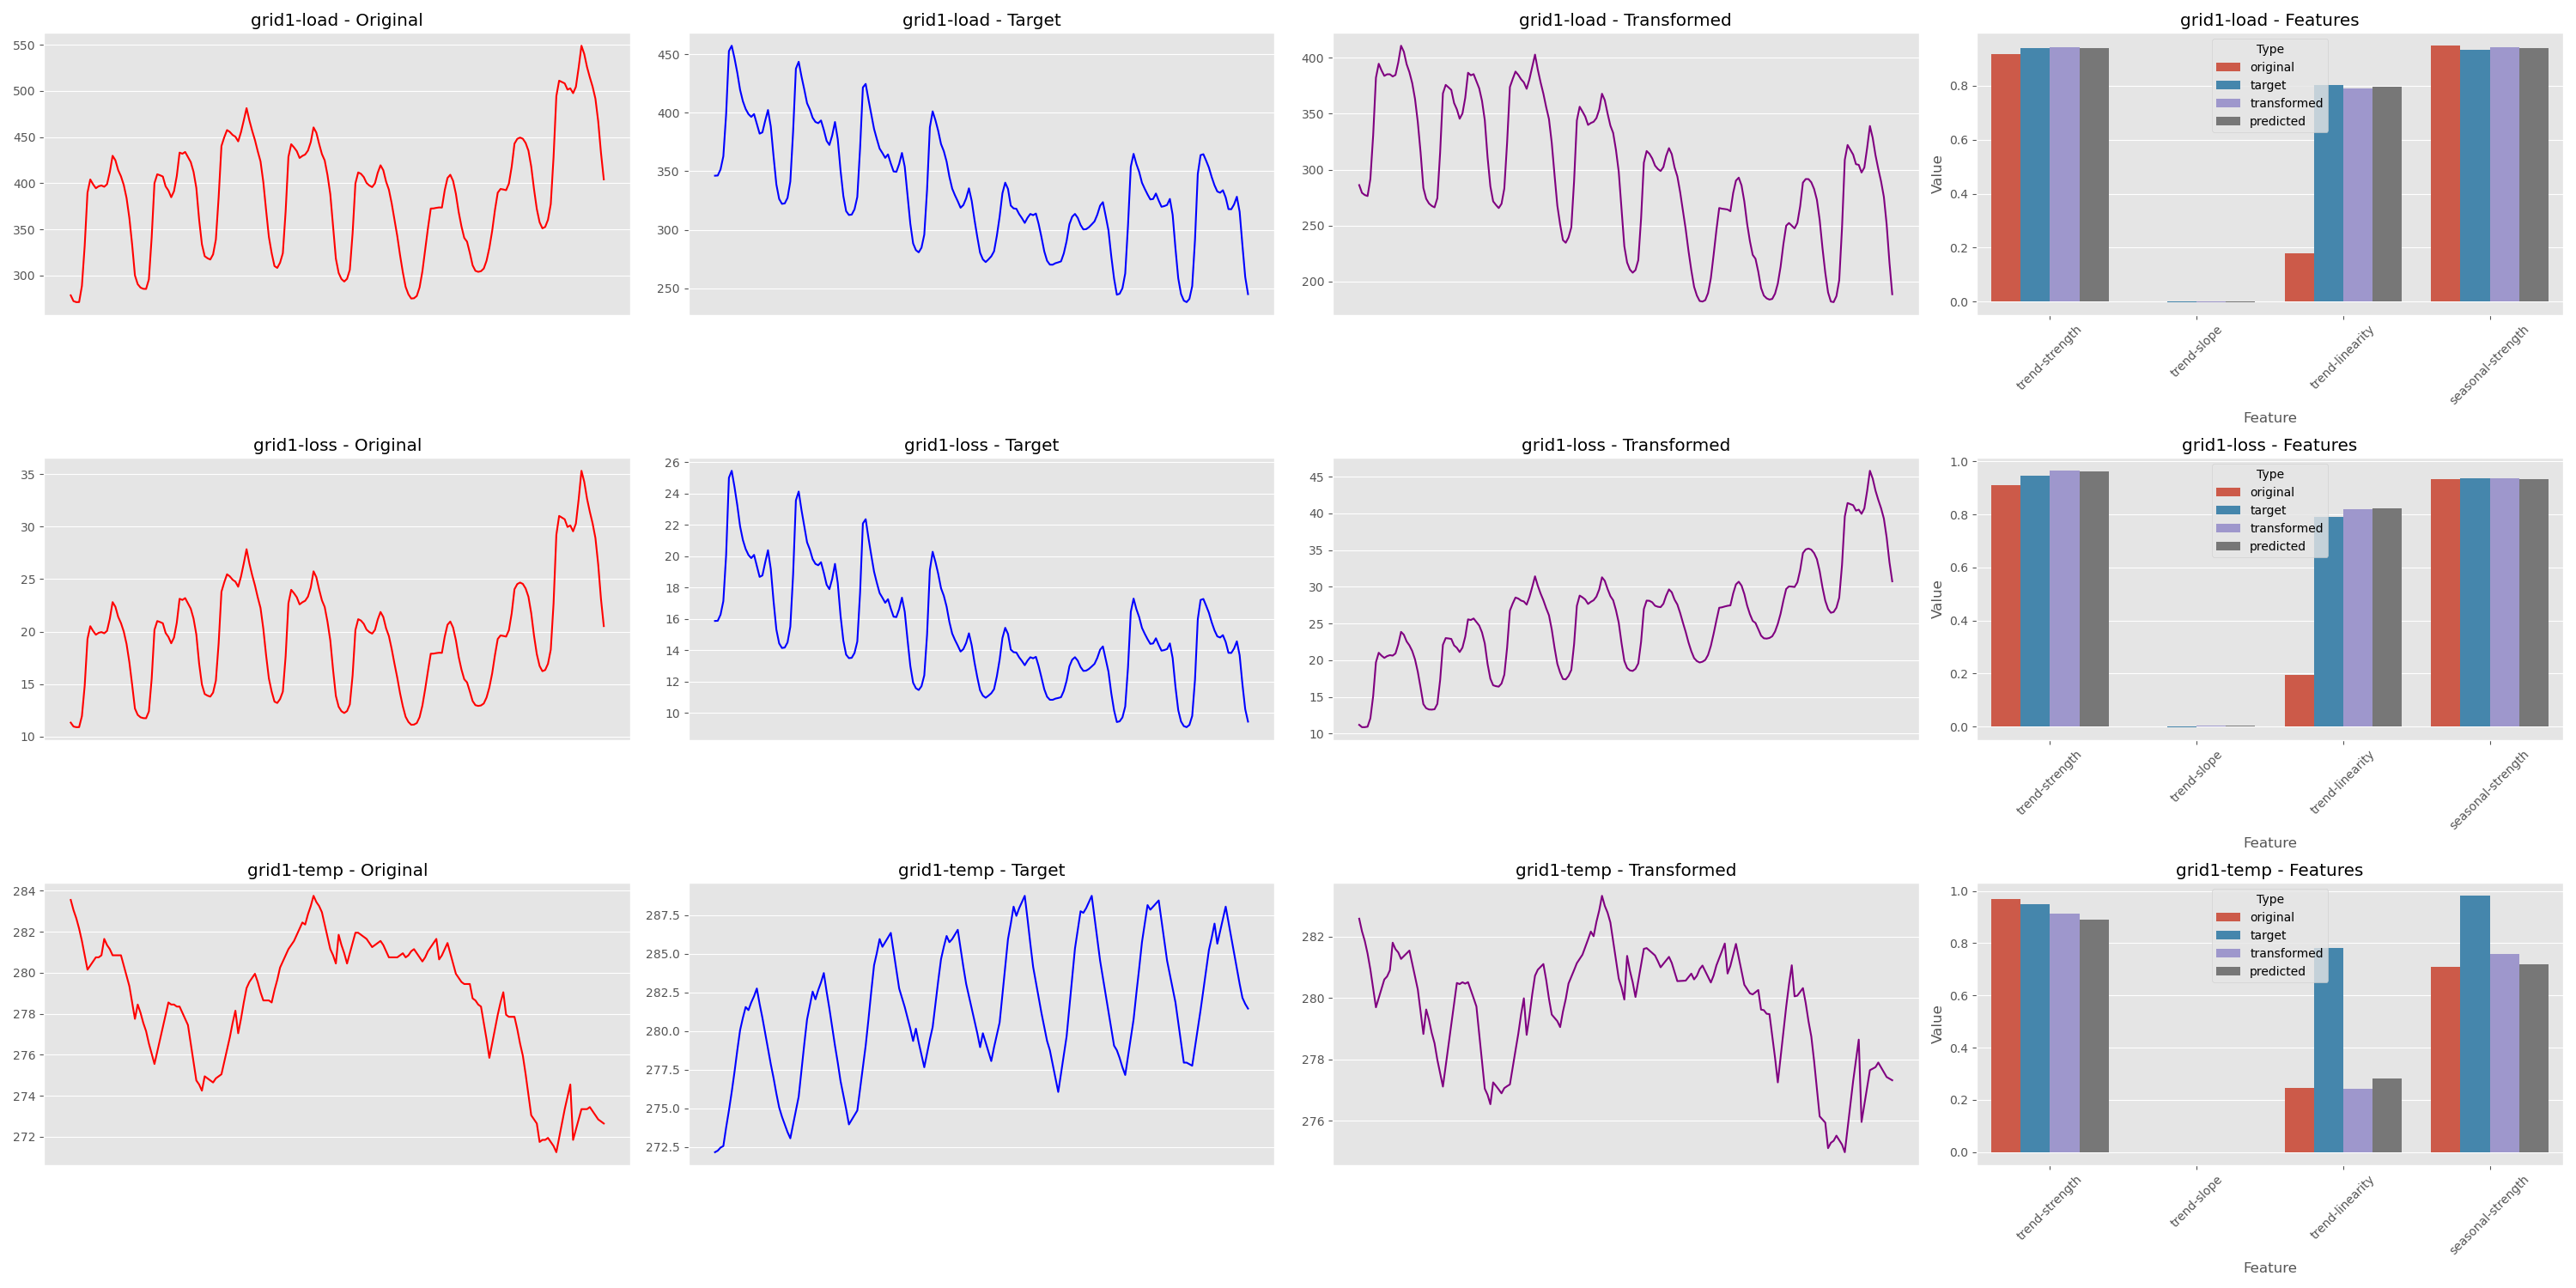 grid1-load - Original
550
500
450
400
350
300
grid1-load - Target
450
400
350
300
250
grid1-load - Transformed
400
350
300
250
200
grid1-load - Features
Value
0.8
0.6
0.4
0.2
0.0
Type
original
target
transformed
predicted
trend-strength
trend-slope
trend-linearity
seasonal-strength
Feature
grid1-loss - Original
35
30
25
20
15
10
grid1-loss - Target
26
24
22
20
18
16
14
12
10
grid1-loss - Transformed
45
40
35
30
25
20
15
10
grid1-loss - Features
Value
1.0
0.8
0.6
0.4
0.2
0.0
Type
original
target
transformed
predicted
trend-strength
trend-slope
trend-linearity
seasonal-strength
Feature
grid1-temp - Original
284
282
280
278
276
274
272
grid1-temp - Target
287.5
285.0
282.5
280.0
277.5
275.0
272.5
grid1-temp - Transformed
282
280
278
276
grid1-temp - Features
Value
1.0
0.8
0.6
0.4
0.2
0.0
Type
original
target
transformed
predicted
trend-strength
trend-slope
trend-linearity
seasonal-strength
Feature